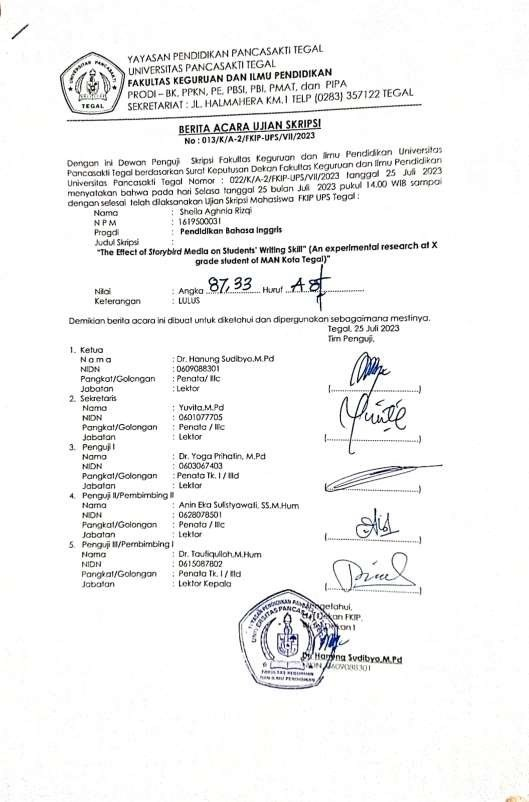 UNIVERSITAS PANCASAKTI
TEGAL
YAYASAN PENDIDIKAN PANCASAKTI TEGAL
UNIVERSITAS PANCASAKTI TEGAL
FAKULTAS KEGURUAN DAN ILMU PENDIDIKAN
PRODI – BK, PPKN, PE, PBSI, PBI, PMAT, dan PIPA
SEKRETARIAT : JL. HALMAHERA KM.1 TELP (0283) 357122 TEGAL
BERITA ACARA UJIAN SKRIPSI
No : 013/K/A-2/FKIP-UPS/VII/2023
Dengan ini Dewan Penguji Skripsi Fakultas Keguruan dan Ilmu Pendidikan Universitas
Pancasakti Tegal berdasarkan Surat Keputusan Dekan Fakultas Keguruan dan Ilmu Pendidikan
Universitas Pancasakti Tegal Nomor : 022/K/A-2/FKIP-UPS/VII/2023 tanggal 25 Juli 2023
menyatakan bahwa pada hari Selasa tanggal 25 bulan Juli 2023 pukul 14.00 WIB sampai
dengan selesai telah dilaksanakan Ujian Skripsi Mahasiswa FKIP UPS Tegal :
Nama : Sheila Aghnia Rizqi
N P M : 1619500031
Progdi : Pendidikan Bahasa Inggris
Judul Skripsi :
"The Effect of Storybird Media on Students' Writing Skill" (An experimental research at X
grade student of MAN Kota Tegal)"
Nilai : Angka 87,33 Huruf A
Keterangan : LULUS
Demikian berita acara ini dibuat untuk diketahui dan dipergunakan sebagaimana mestinya.
Tegal, 25 Juli 2023
Tim Penguji,
1. Ketua
N a m a : Dr. Hanung Sudibyo,M.Pd
NIDN : 0609088301
Pangkat/Golongan : Penata/ IIIc
Jabatan : Lektor
2. Sekretaris
Nama : Yuvita,M.Pd
NIDN : 0601077705
Pangkat/Golongan : Penata / IIIc
Jabatan : Lektor
3. Penguji I
Nama : Dr. Yoga Prihatin, M.Pd
NIDN : 0603067403
Pangkat/Golongan : Penata Tk. I / IIId
Jabatan : Lektor
4. Penguji II/Pembimbing II
Nama : Anin Eka Sulistyawati, SS,M.Hum
NIDN : 0628078501
Pangkat/Golongan : Penata / IIIc
Jabatan : Lektor
5. Penguji III/Pembimbing I
Nama : Dr. Taufiqulloh,M.Hum
NIDN : 0615087802
Pangkat/Golongan : Penata Tk. I / IIId
Jabatan : Lektor Kepala
FKIP,
YAYASAN PENDIDIKAN PANCASAKTI
UNIVERSITAS PANCASAKTI
FAKULTAS KEGURUAN
DAN ILMU PENDIDIKAN
Dr. Hanung Sudibyo,M.Pd
0609088301